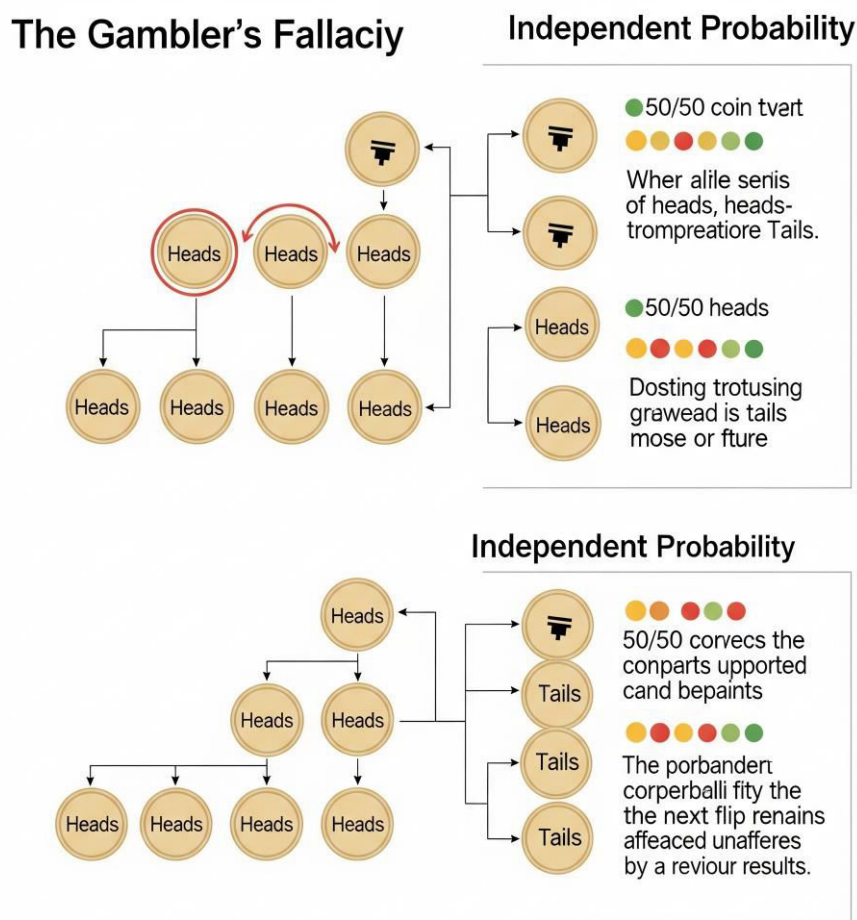 The Gambler's Fallaciy
Independent Probability
Heads
Heads
Heads
Heads
Heads
Heads
Heads
50/50 coin tvært
Wher alile senis
of heads, heads-
trompreatiore Tails.
Heads
50/50 heads
Heads
Dosting trotusing
grawead is tails
mose or fture
Independent Probability
Heads
Heads
Heads
Heads
Heads
Heads
Heads
Tails
Tails
Tails
50/50 corvecs the
conparts upported
cand bepaints
The porbandert
corperbali fity the
the next flip renains
affeaced unafferes
by a reviour results.